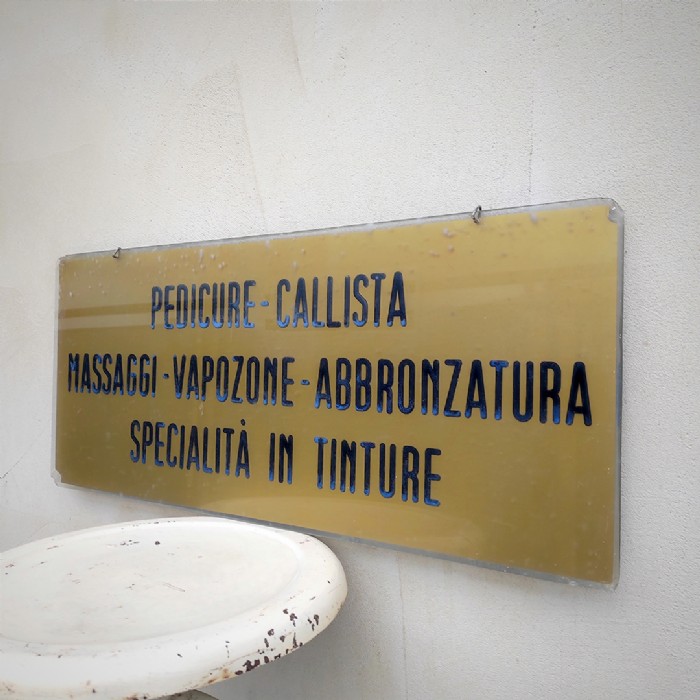 PEDICURE-CALLISTA
MASSAGGI-VAPOZONE-ABBRONZATURA
SPECIALITÀ IN TINTURE